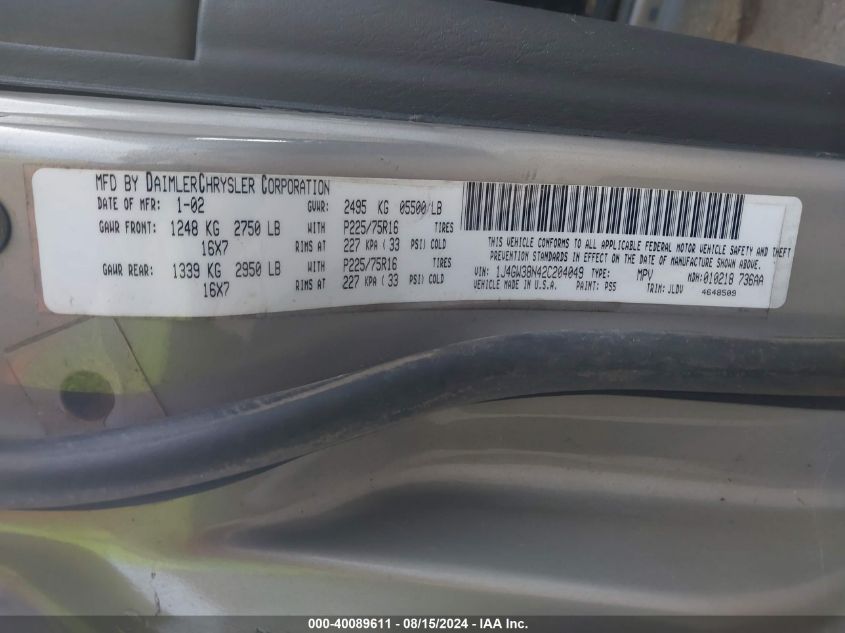 MFD BY DAIMLERCHRYSLER CORPORATION
DATE OF MFR: 1-02 GVWR: 2495 KG 05500 LB
GAWR FRONT: 1248 KG 2750 LB WITH P225/75R16 TIRES
16X7 RIMS AT 227 KPA ( 33 PSI) COLD
GAWR REAR: 1339 KG 2950 LB WITH P225/75R16 TIRES
16X7 RIMS AT 227 KPA ( 33 PSI) COLD
THIS VEHICLE CONFORMS TO ALL APPLICABLE FEDERAL MOTOR VEHICLE SAFETY AND THEFT
PREVENTION STANDARDS IN EFFECT ON THE DATE OF MANUFACTURE SHOWN ABOVE.
VIN: 1J4GW38N42C204049 TYPE: MPV MDH: 010218 736AA
VEHICLE MADE IN U.S.A. PAINT: PS5 TRIM: JLDV 4648509
000-40089611 - 08/15/2024 - IAA Inc.